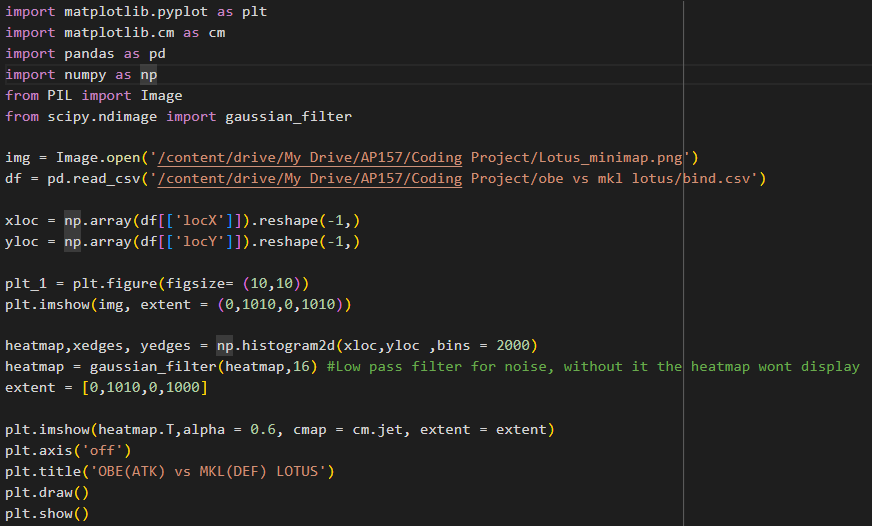 import matplotlib.pyplot as plt
import matplotlib.cm as cm
import pandas as pd
import numpy as np
from PIL import Image
from scipy.ndimage import gaussian_filter

img = Image.open('/content/drive/My Drive/AP157/Coding Project/Lotus_minimap.png')
df = pd.read_csv('/content/drive/My Drive/AP157/Coding Project/obe vs mkl lotus/bind.csv')

xloc = np.array(df[['locX']]).reshape(-1,)
yloc = np.array(df[['locY']]).reshape(-1,)

plt_1 = plt.figure(figsize= (10,10))
plt.imshow(img, extent = (0,1010,0,1010))

heatmap,xedges, yedges = np.histogram2d(xloc,yloc ,bins = 2000)
heatmap = gaussian_filter(heatmap,16) #Low pass filter for noise, without it the heatmap wont display
extent = [0,1010,0,1000]

plt.imshow(heatmap.T,alpha = 0.6, cmap = cm.jet, extent = extent)
plt.axis('off')
plt.title('OBE(ATK) vs MKL(DEF) LOTUS')
plt.draw()
plt.show()